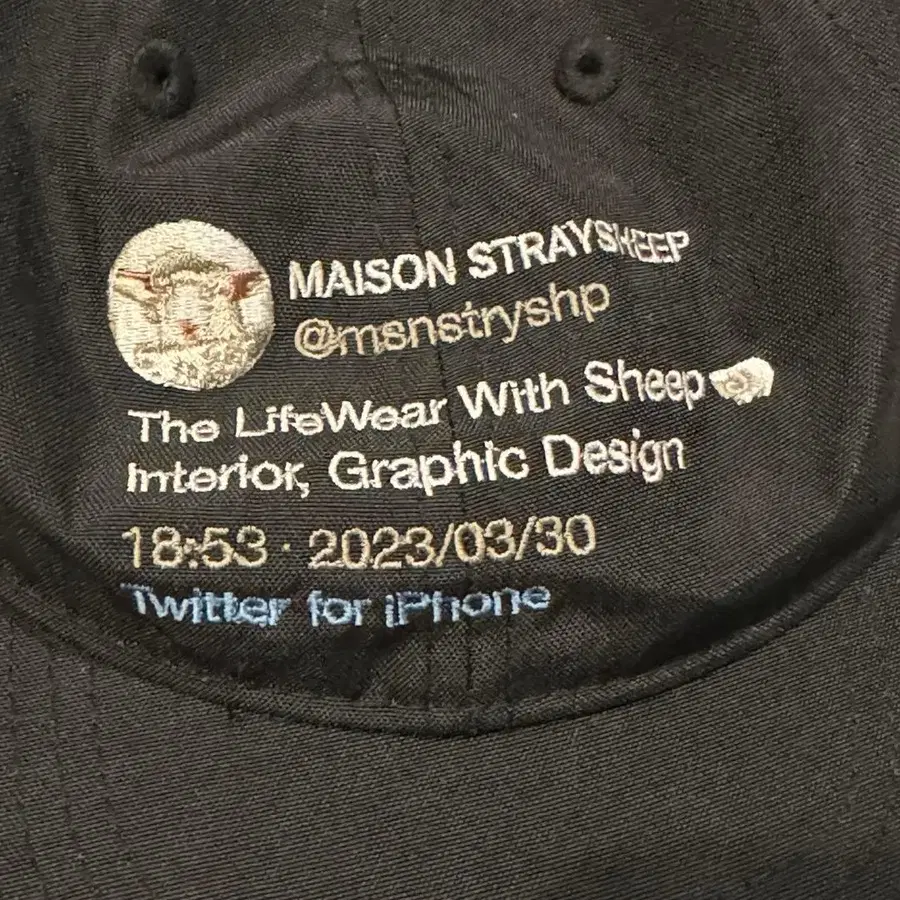 MAISON STRAYSHEEP
@msnstryshp
The LifeWear With Sheep
Interior, Graphic Design
18:53 · 2023/03/30
Twitter for iPhone